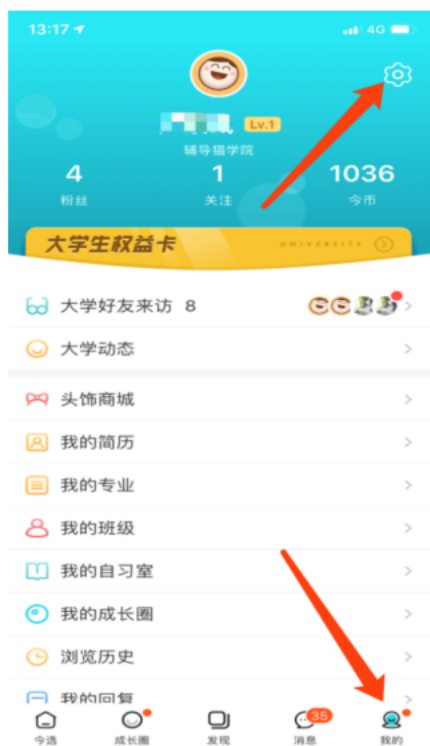 13:17 4G
Lv.1
辅导猫学院
4 1 1036
粉丝 关注 今币
大学生权益卡 UNIVERSITY
大学好友来访 8
大学动态
头饰商城
我的简历
我的专业
我的班级
我的自习室
我的成长圈
浏览历史
我的回复
35
今选 成长圈 发现 消息 我的